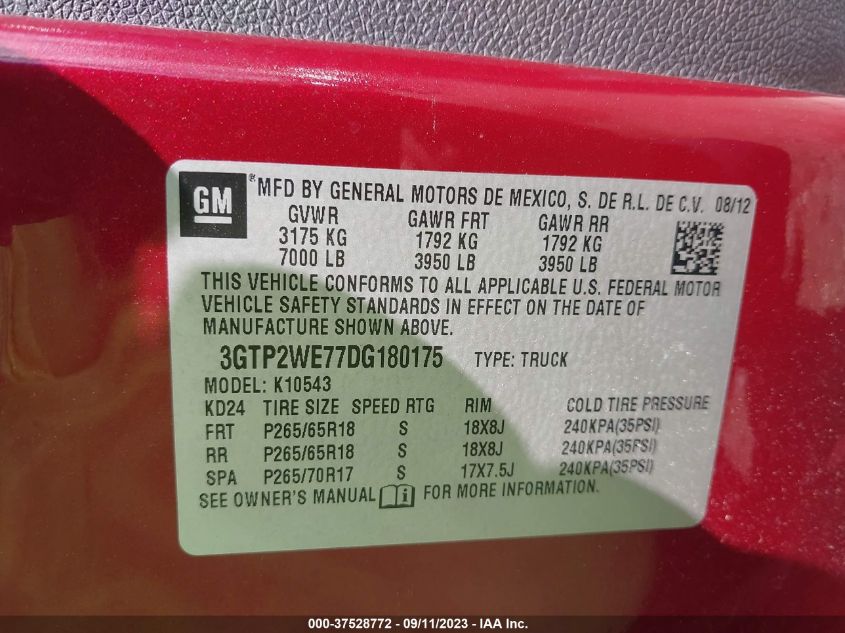 GM ® MFD BY GENERAL MOTORS DE MEXICO, S. DE R.L. DE C.V. 08/12
GVWR GAWR FRT GAWR RR
3175 KG 1792 KG 1792 KG
7000 LB 3950 LB 3950 LB
THIS VEHICLE CONFORMS TO ALL APPLICABLE U.S. FEDERAL MOTOR
VEHICLE SAFETY STANDARDS IN EFFECT ON THE DATE OF
MANUFACTURE SHOWN ABOVE.
3GTP2WE77DG180175 TYPE: TRUCK
MODEL: K10543
KD24 TIRE SIZE SPEED RTG RIM COLD TIRE PRESSURE
FRT P265/65R18 S 18X8J 240KPA(35PSI)
RR P265/65R18 S 18X8J 240KPA(35PSI)
SPA P265/70R17 S 17X7.5J 240KPA(35PSI)
SEE OWNER'S MANUAL i FOR MORE INFORMATION.
000-37528772 - 09/11/2023 - IAA Inc.